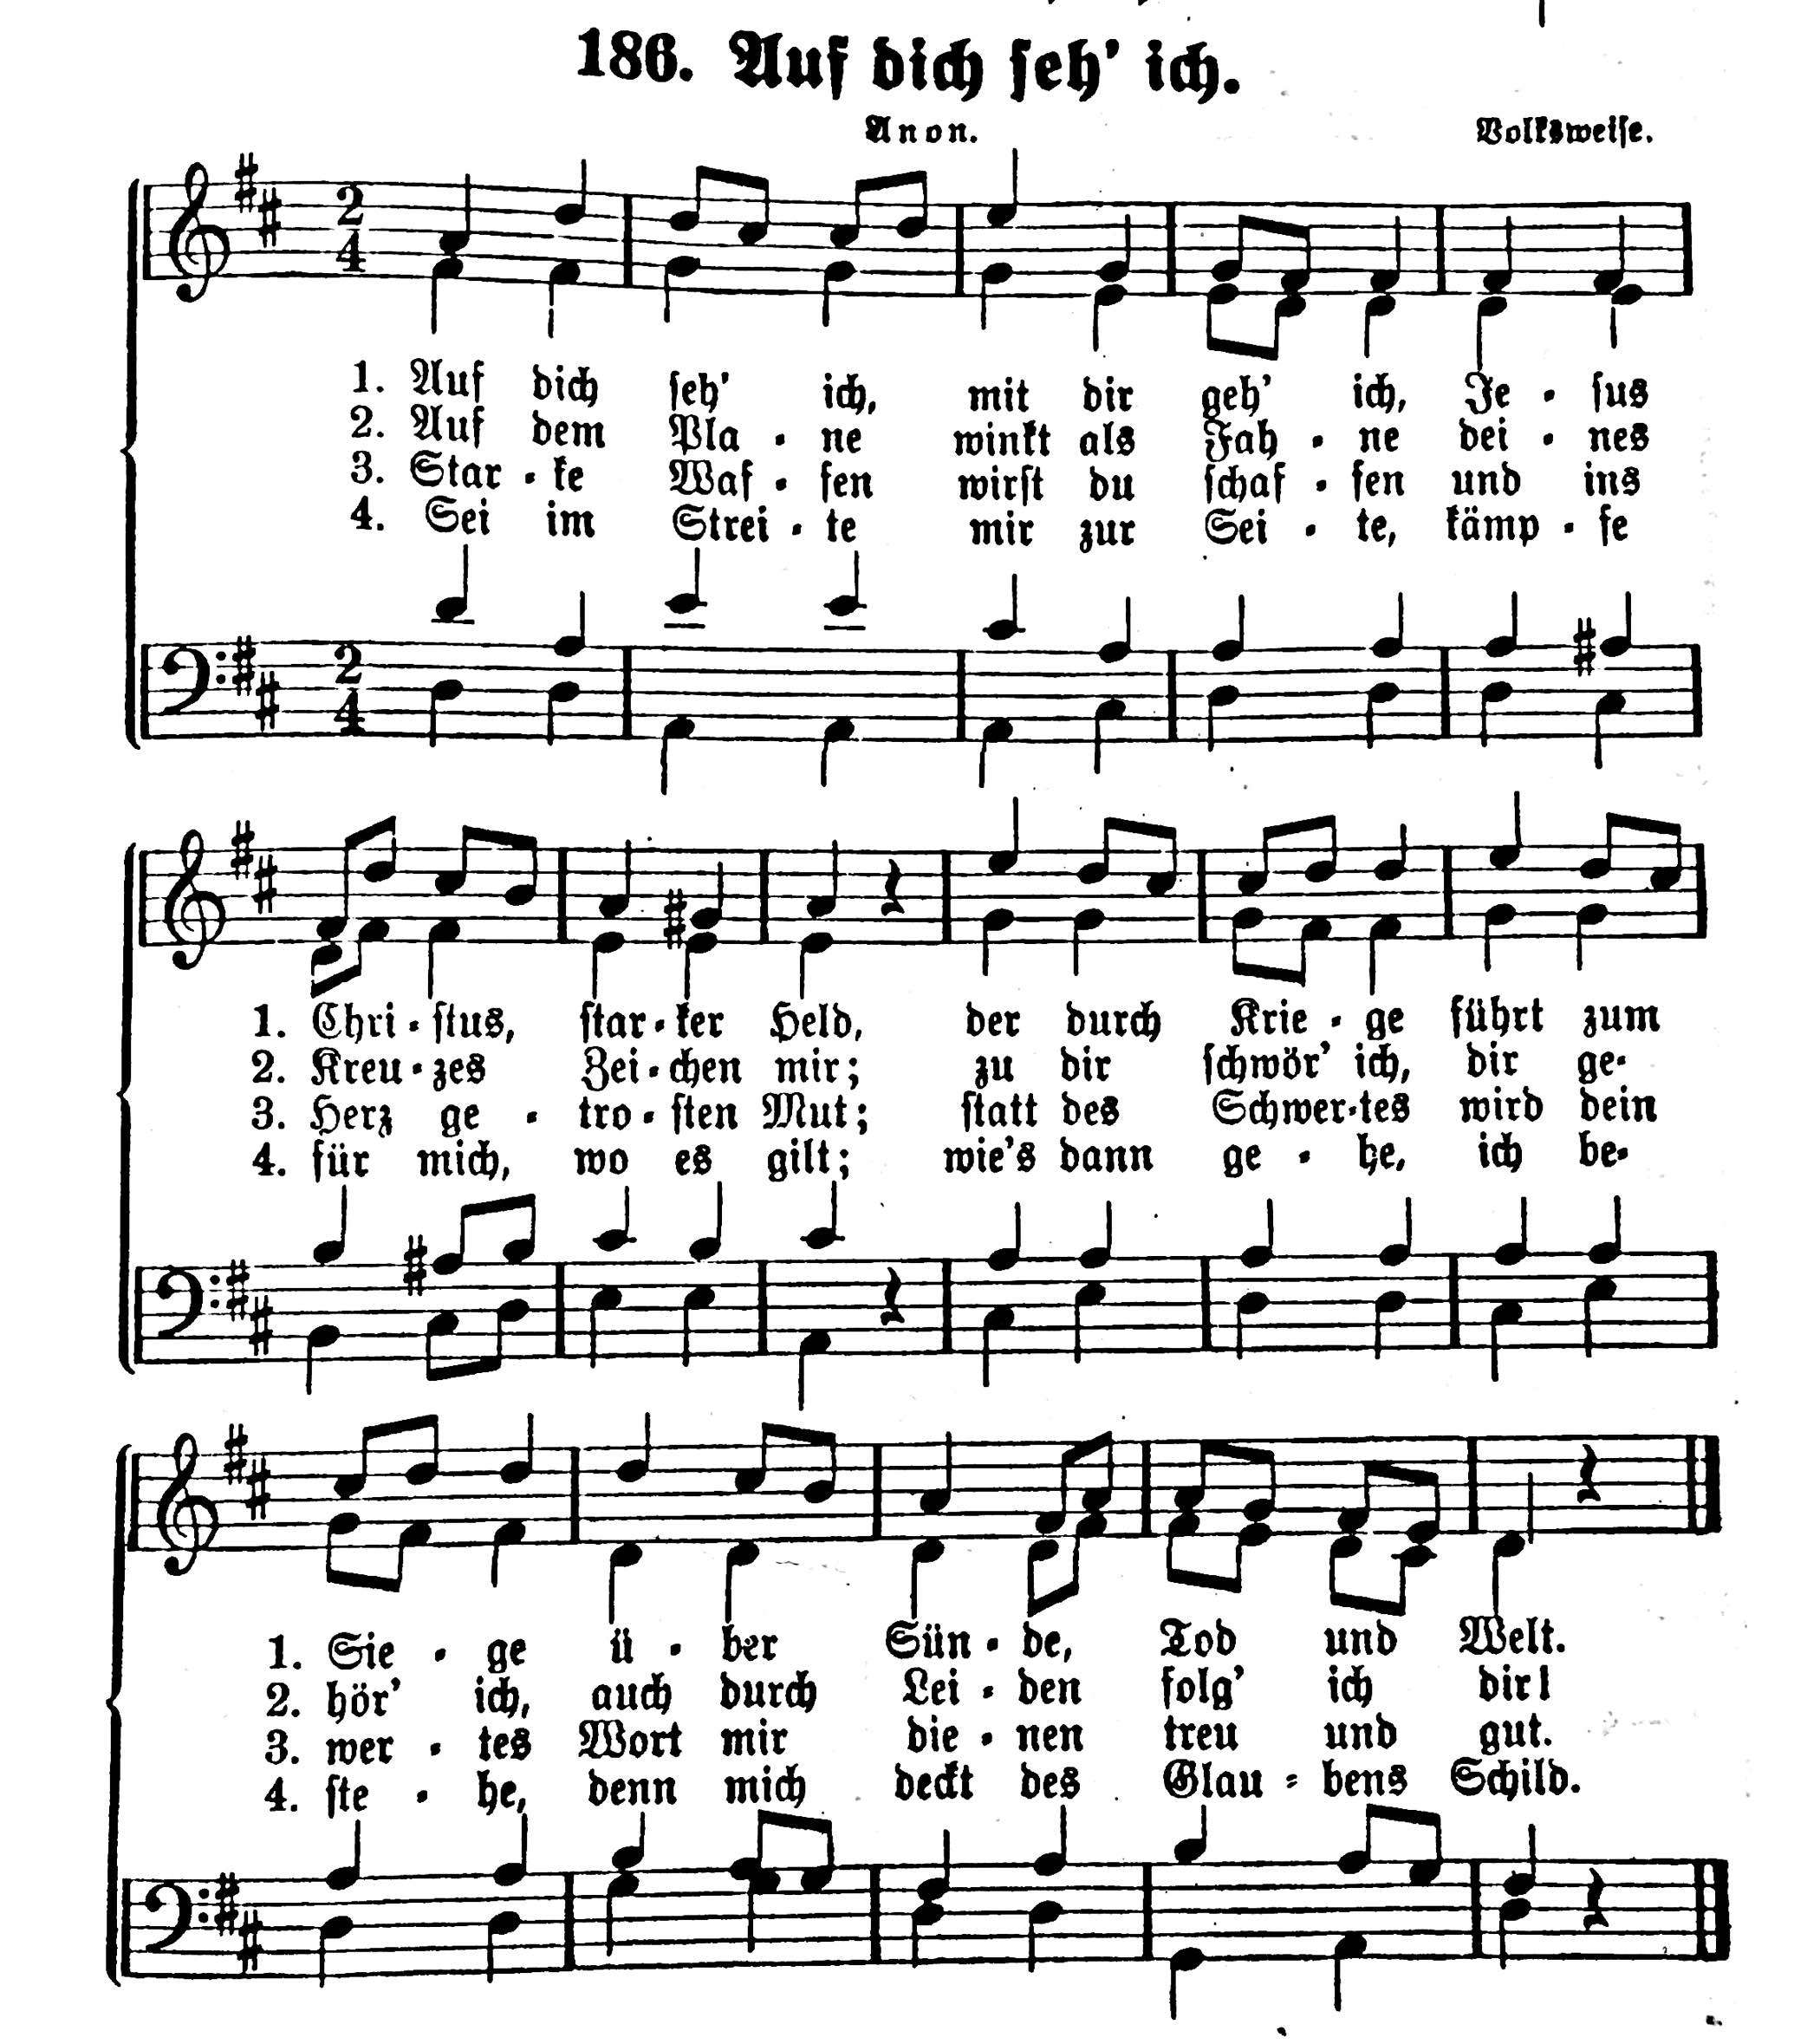 186. Auf dich seh' ich.
Anon. Volksweise.
2 4
1. Auf dich seh' ich, mit dir geh' ich, Je - sus
2. Auf dem Pla - ne winkt als Fah - ne dei - nes
3. Star - ke Waf - fen wirst du schaf - fen und ins
4. Sei im Strei - te mir zur Sei - te, kämp - fe
2 4
1. Chri - stus, star - ker Held, der durch Krie - ge führt zum
2. Kreu - zes Zei - chen mir; zu dir schwör' ich, dir ge-
3. Herz ge - tro - sten Mut; statt des Schwer - tes wird dein
4. für mich, wo es gilt; wie's dann ge - he, ich be-
1. Sie - ge ü - ber Sün - de, Tod und Welt.
2. hör' ich, auch durch Lei - den folg' ich dir!
3. wer - tes Wort mir die - nen treu und gut.
4. ste - he, denn mich deckt des Glau - bens Schild.